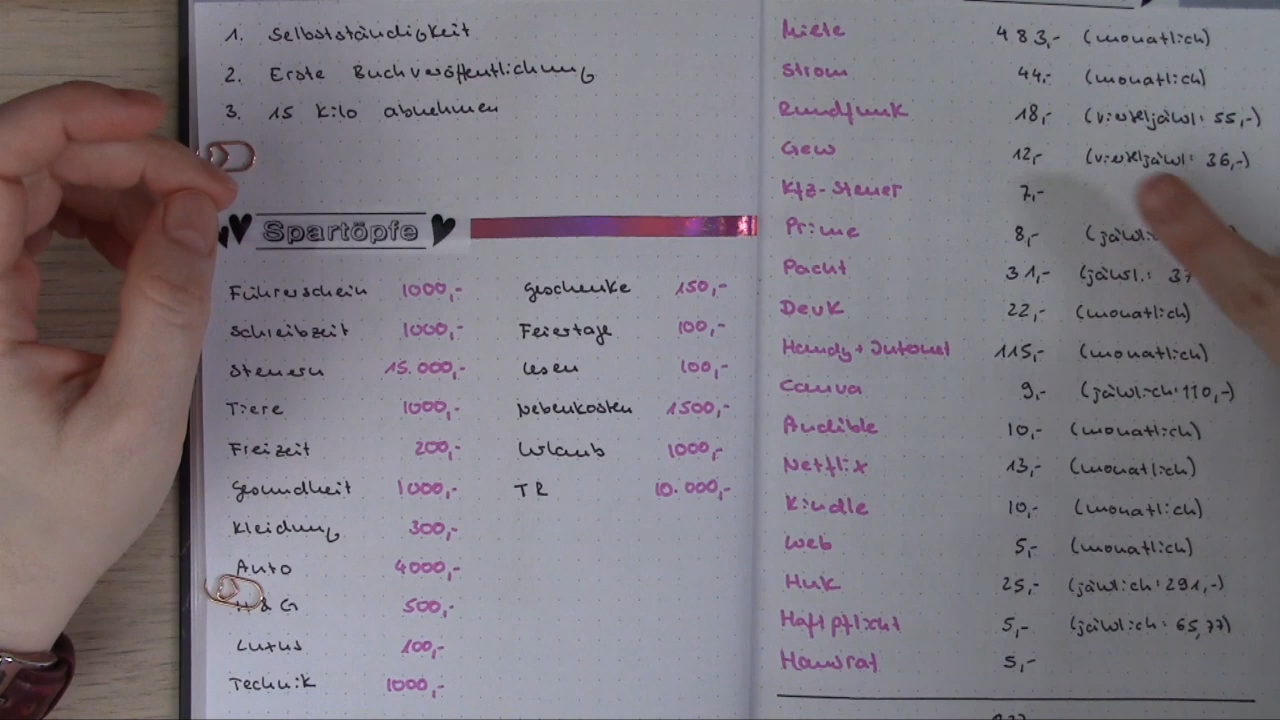 1. Selbstständigkeit
2. Erste Buchveröffentlichung
3. 15 Kilo abnehmen
Spartöpfe
Führerschein 1000,- Geschenke 150,-
Schreibzeit 1000,- Feiertage 100,-
Steuern 15.000,- Lesen 100,-
Tiere 1000,- Nebenkosten 1500,-
Freizeit 200,- Urlaub 1000,-
Gesundheit 1000,- TR 10.000,-
Kleidung 300,-
Auto 4000,-
H & G 500,-
Luxus 100,-
Technik 1000,-
Miete 483,- (monatlich)
Strom 44,- (monatlich)
Rundfunk 18,- (vierteljährl: 55,-)
Gew 12,- (vierteljährl: 36,-)
Kfz-Steuer 7,-
Prime 8,-
Pacht 31,- (jährl.: 37
Devk 22,- (monatlich)
Handy + Internet 115,- (monatlich)
Canva 9,- (jährlich: 110,-)
Audible 10,- (monatlich)
Netflix 13,- (monatlich)
Kindle 10,- (monatlich)
Web 5,- (monatlich)
Huk 25,- (jährlich: 291,-)
Haftpflicht 5,- (jährlich: 65,77)
Hausrat 5,-